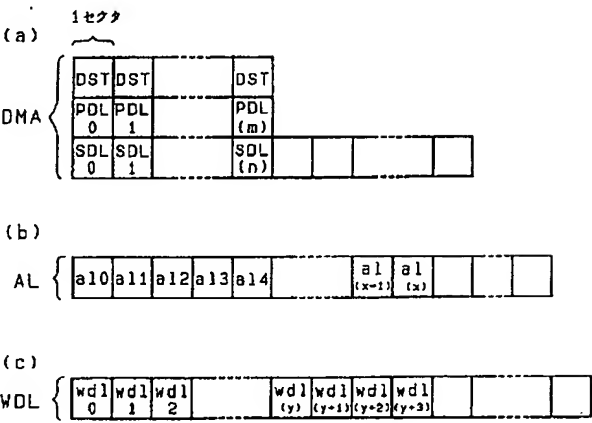 1セクタ
(a)
DST DST DST
DMA
PDL 0 PDL 1 PDL (m)
SDL 0 SDL 1 SDL (n)
(b)
AL
al0 al1 al2 al3 al4 al (x-1) al (x)
(c)
WDL
wdl 0 wdl 1 wdl 2 wdl (y) wdl (y+1) wdl (y+2) wdl (y+3)